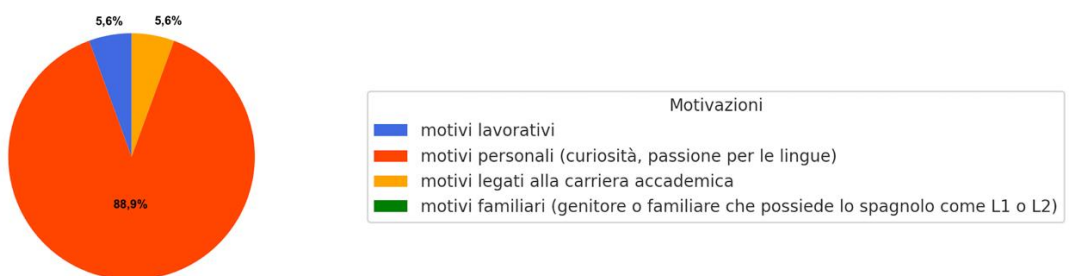 5,6%
5,6%
88,9%
Motivazioni
motivi lavorativi
motivi personali (curiosità, passione per le lingue)
motivi legati alla carriera accademica
motivi familiari (genitore o familiare che possiede lo spagnolo come L1 o L2)